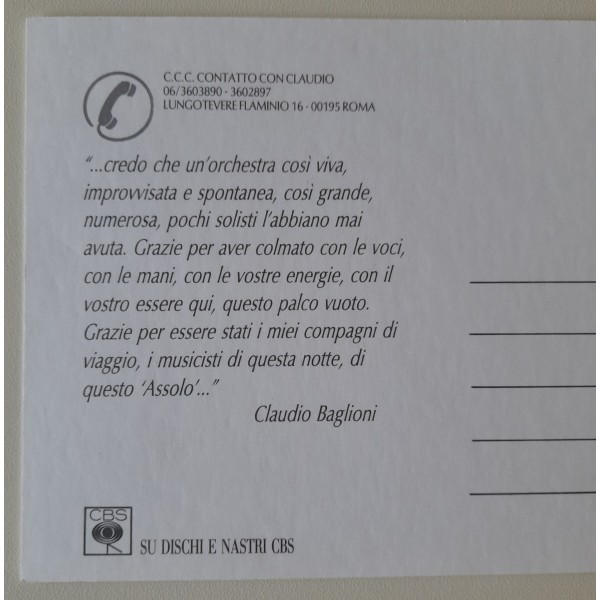 C.C.C. CONTATTO CON CLAUDIO
06/3603890 - 3602897
LUNGOTEVERE FLAMINIO 16 - 00195 ROMA
“...credo che un’orchestra così viva,
improvvisata e spontanea, così grande,
numerosa, pochi solisti l’abbiano mai
avuta. Grazie per aver colmato con le voci,
con le mani, con le vostre energie, con il
vostro essere qui, questo palco vuoto.
Grazie per essere stati i miei compagni di
viaggio, i musicisti di questa notte, di
questo ‘Assolo’...”
Claudio Baglioni
CBS
SU DISCHI E NASTRI CBS